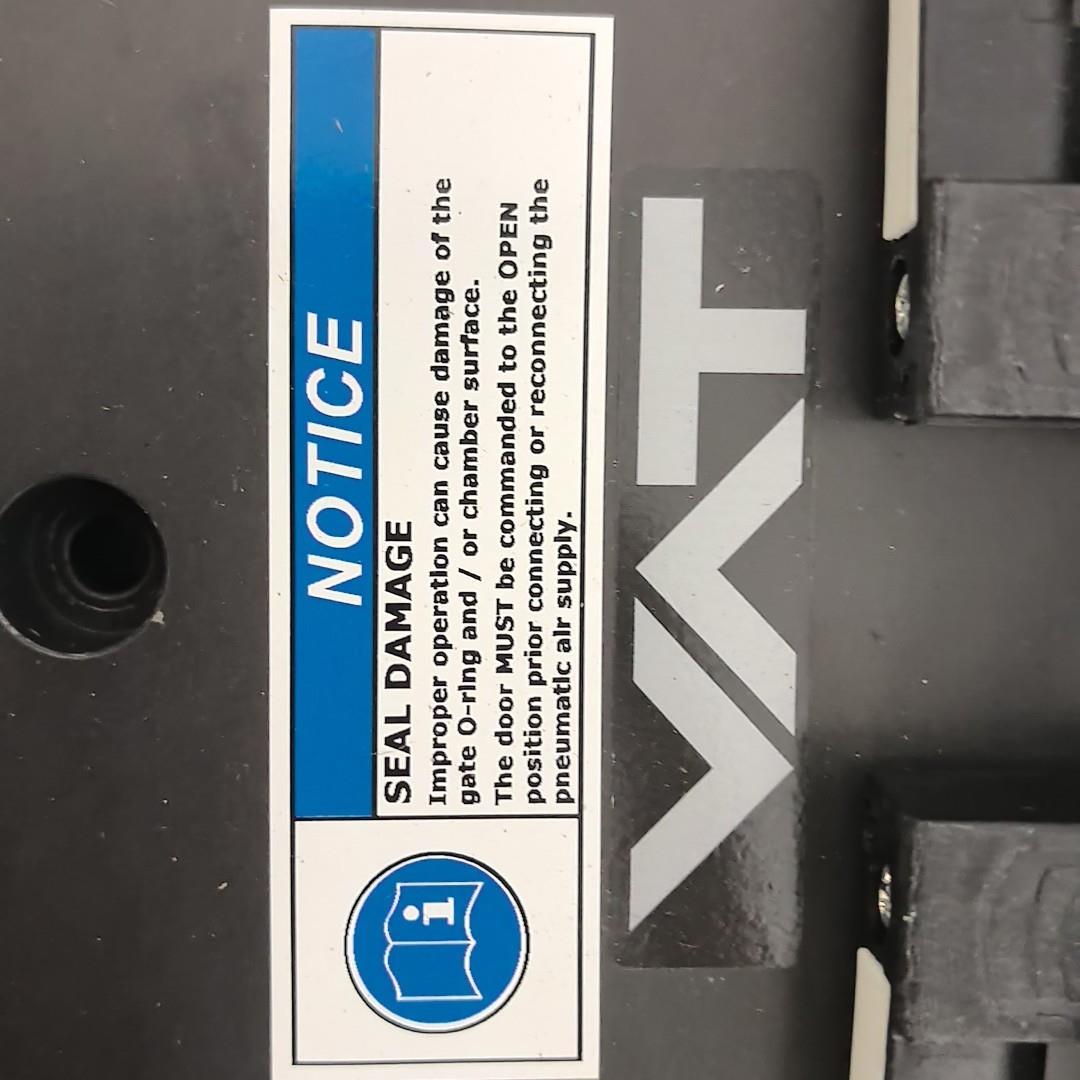 NOTICE
SEAL DAMAGE
Improper operation can cause damage of the
gate O-ring and / or chamber surface.
The door MUST be commanded to the OPEN
position prior connecting or reconnecting the
pneumatic air supply.
i
VAT